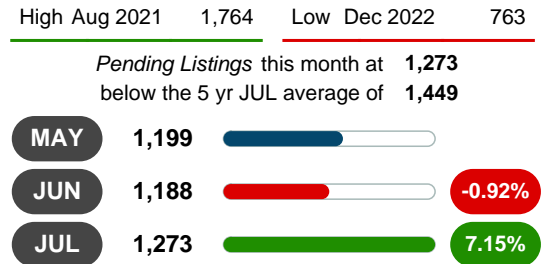 High Aug 2021 1,764 Low Dec 2022 763
Pending Listings this month at 1,273
below the 5 yr JUL average of 1,449
MAY 1,199
JUN 1,188 -0.92%
JUL 1,273 7.15%